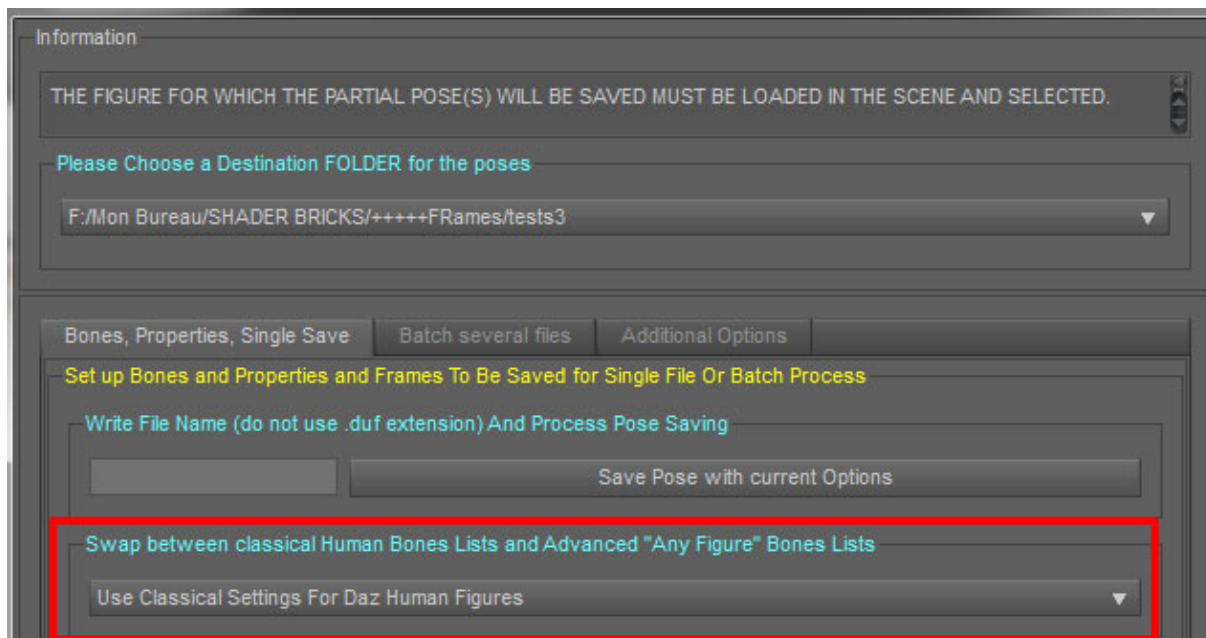 Information
THE FIGURE FOR WHICH THE PARTIAL POSE(S) WILL BE SAVED MUST BE LOADED IN THE SCENE AND SELECTED.
Please Choose a Destination FOLDER for the poses
F:/Mon Bureau/SHADER BRICKS/+++++FRames/tests3
Bones, Properties, Single Save Batch several files Additional Options
Set up Bones and Properties and Frames To Be Saved for Single File Or Batch Process
Write File Name (do not use .duf extension) And Process Pose Saving
Save Pose with current Options
Swap between classical Human Bones Lists and Advanced "Any Figure" Bones Lists
Use Classical Settings For Daz Human Figures